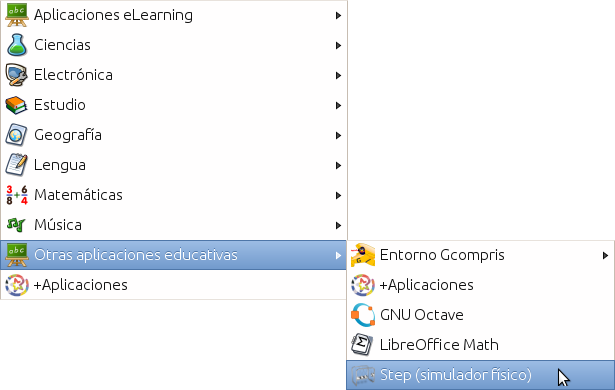 Aplicaciones eLearning
Ciencias
Electrónica
Estudio
Geografía
Lengua
Matemáticas
Música
Otras aplicaciones educativas
+Aplicaciones
Entorno Gcompris
+Aplicaciones
GNU Octave
LibreOffice Math
Step (simulador físico)